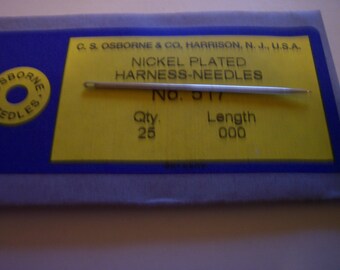 C. S. OSBORNE & CO., HARRISON, N. J., U.S.A.
NICKEL PLATED
HARNESS-NEEDLES
No. 517
Qty. Length
25 000
OSBORNE
NEEDLES